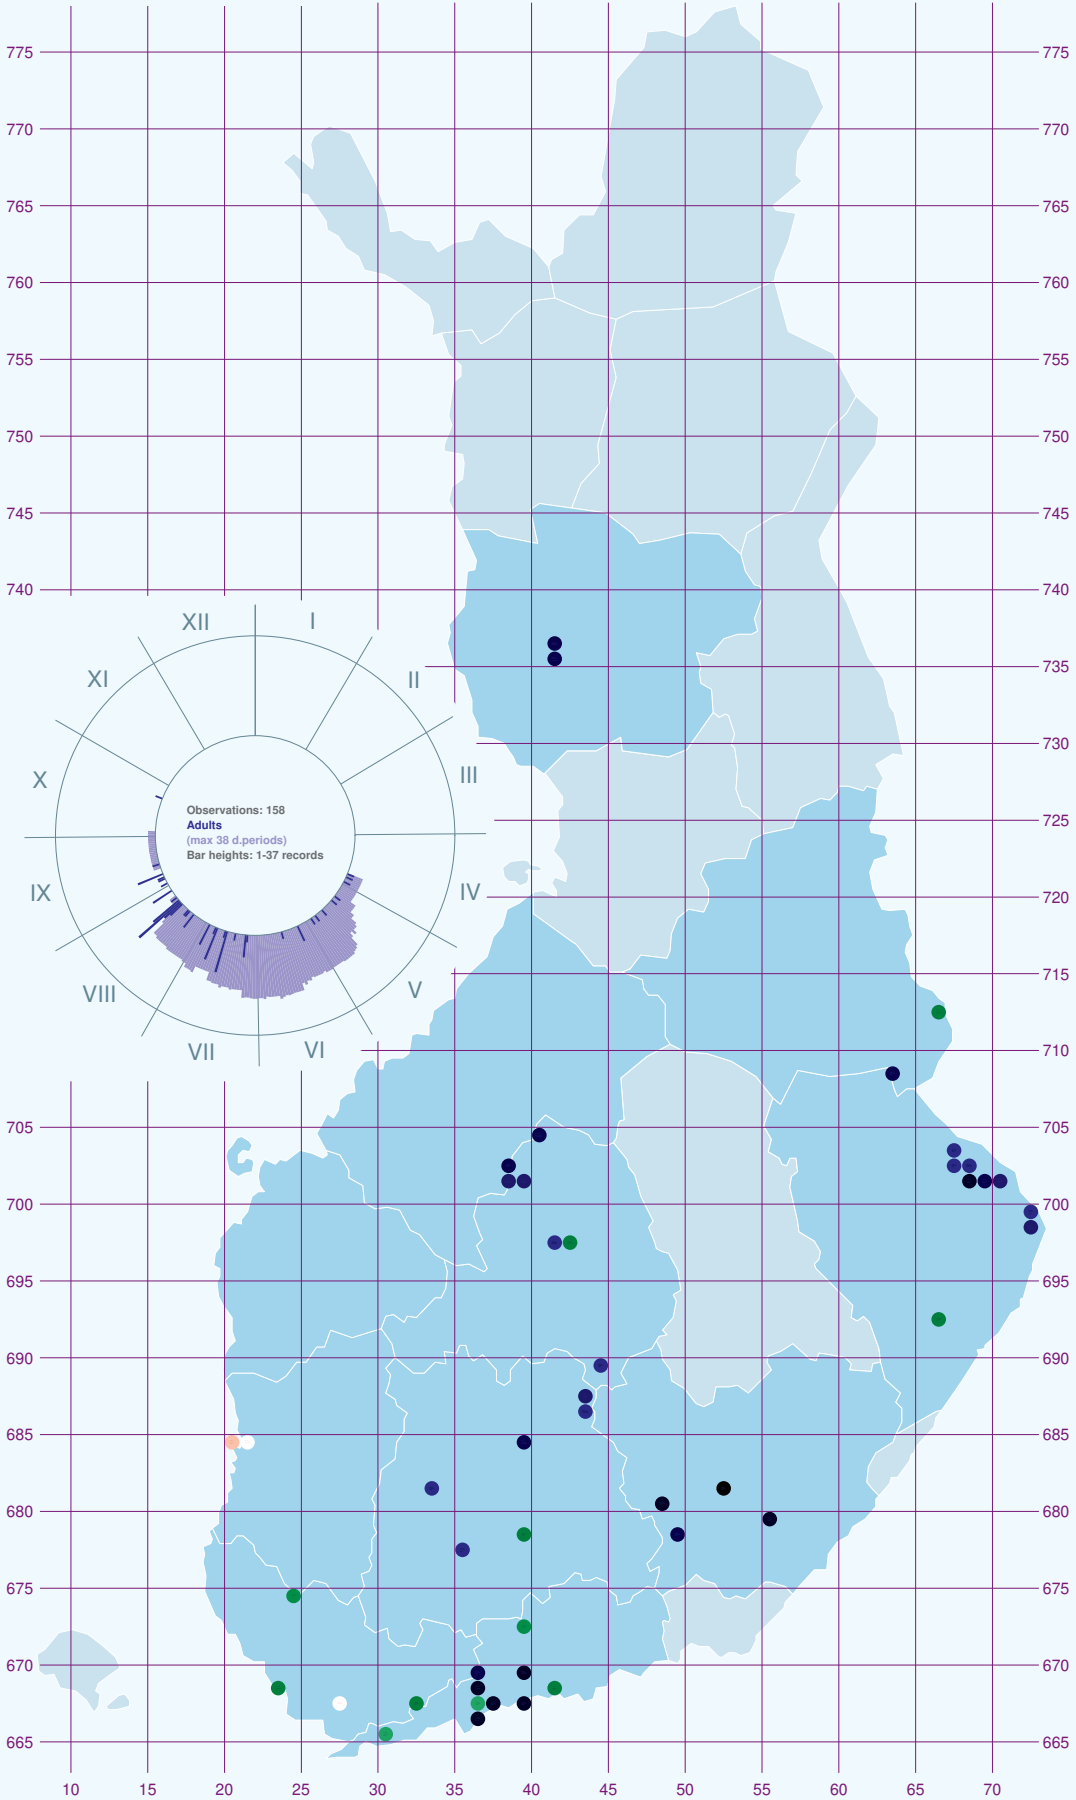 775 775
770 770
765 765
760 760
755 755
750 750
745 745
740 740
XII I
XI II
735
730
X III
Observations: 158
Adults
(max 38 d.periods)
Bar heights: 1-37 records
725
IX IV
720
715
VIII V
VII VI
710
705 705
700 700
695 695
690 690
685 685
680 680
675 675
670 670
665 665
10 15 20 25 30 35 40 45 50 55 60 65 70